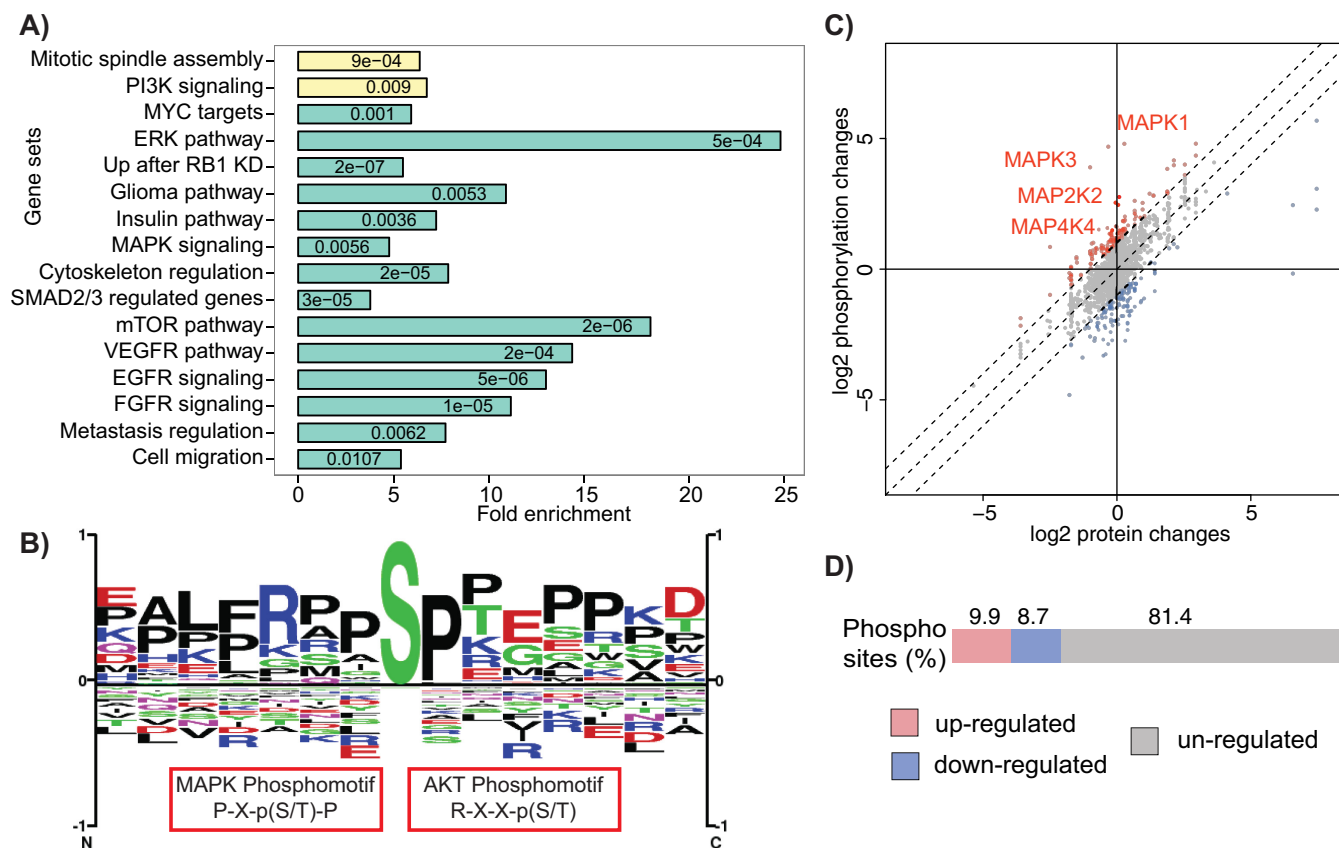 A)
Gene sets
Mitotic spindle assembly 9e−04
PI3K signaling 0.009
MYC targets 0.001
ERK pathway 5e−04
Up after RB1 KD 2e−07
Glioma pathway 0.0053
Insulin pathway 0.0036
MAPK signaling 0.0056
Cytoskeleton regulation 2e−05
SMAD2/3 regulated genes 3e−05
mTOR pathway 2e−06
VEGFR pathway 2e−04
EGFR signaling 5e−06
FGFR signaling 1e−05
Metastasis regulation 0.0062
Cell migration 0.0107
0 5 10 15 20 25
Fold enrichment
B)
1 1
0 0
-1 -1
N C
S P
MAPK Phosphomotif
P-X-p(S/T)-P
AKT Phosphomotif
R-X-X-p(S/T)
C)
log2 phosphorylation changes
5
0
−5
MAPK1
MAPK3
MAP2K2
MAP4K4
−5 0 5
log2 protein changes
D)
9.9 8.7 81.4
Phospho
sites (%)
up-regulated
down-regulated
un-regulated